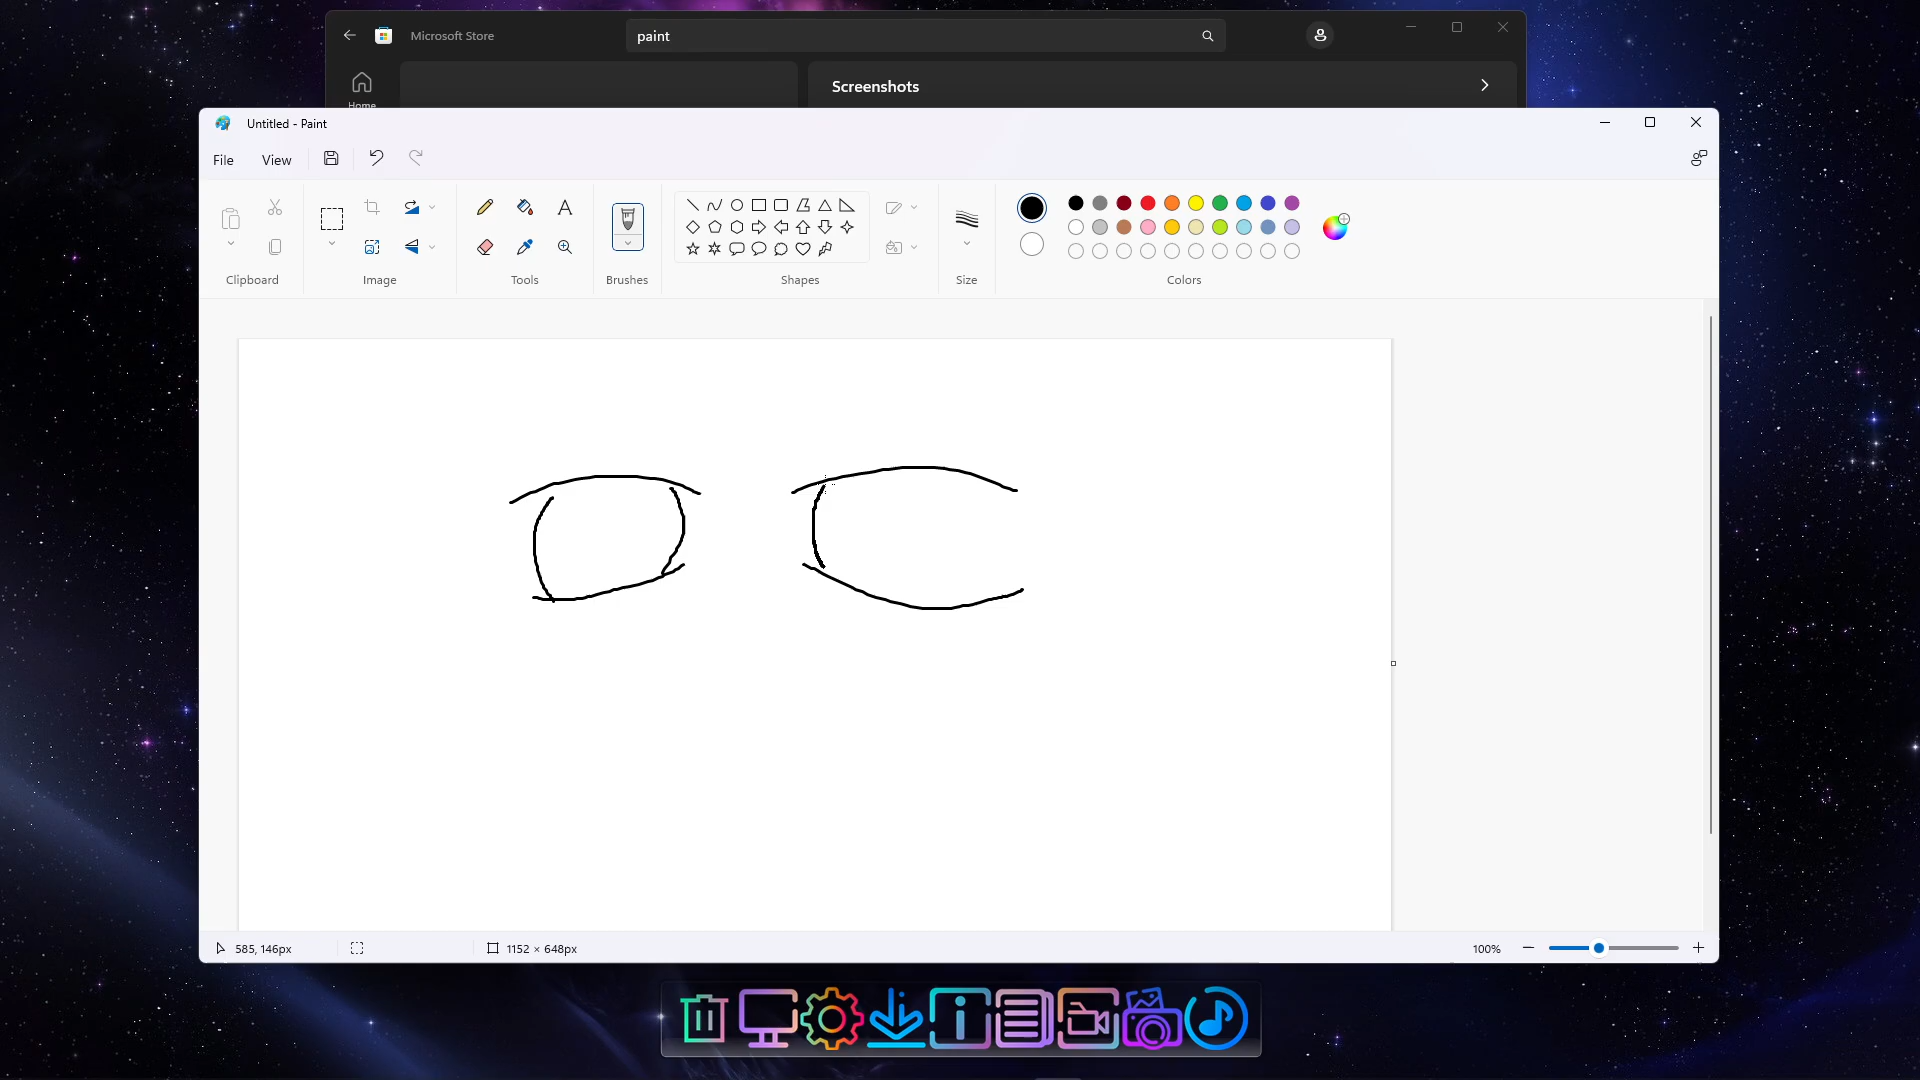 Microsoft Store
paint
Home
Screenshots
Untitled - Paint
File
View
Clipboard
Image
Tools
Brushes
Shapes
Size
Colors
585, 146px
1152 × 648px
100%